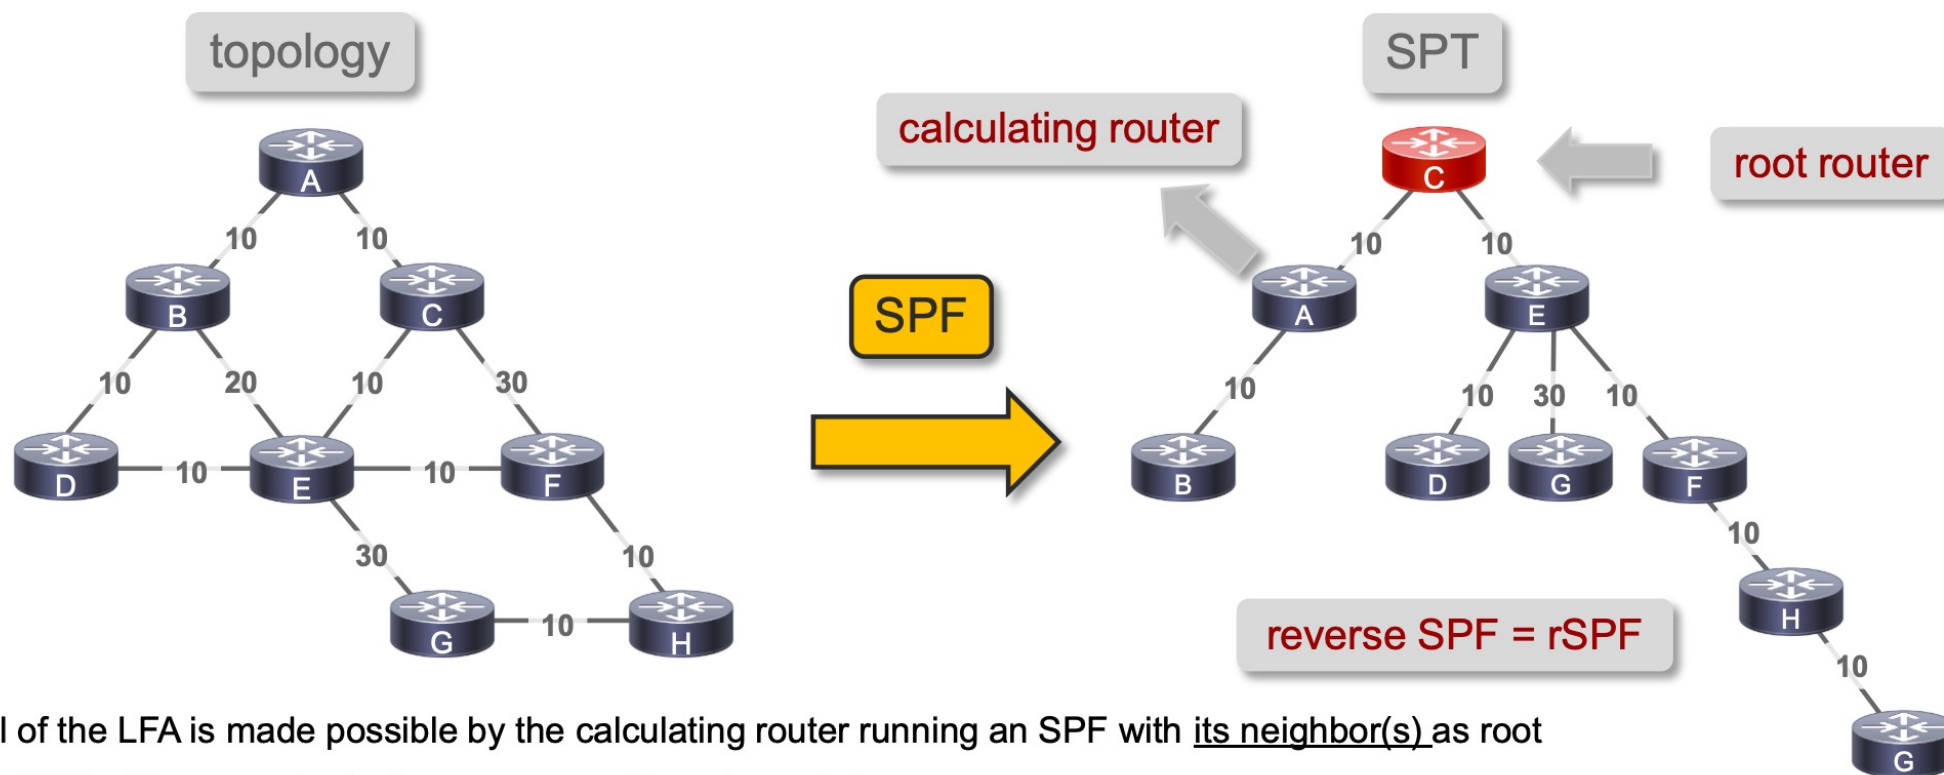 topology
SPT
calculating router
root router
A
C
10
10
10
10
B
C
A
E
SPF
10
20
10
30
10
10
30
10
D
10
E
10
F
B
D
G
F
30
10
10
G
10
H
H
reverse SPF = rSPF
10
l of the LFA is made possible by the calculating router running an SPF with its neighbor(s) as root
G